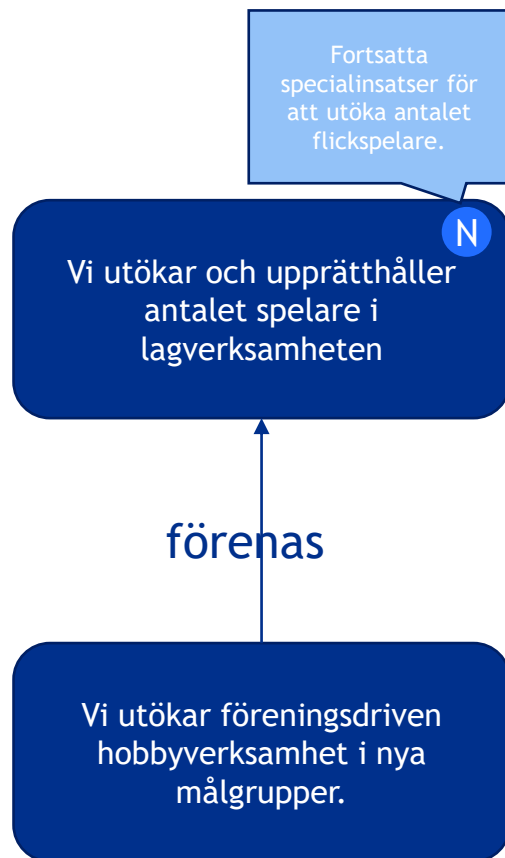 Fortsatta
specialinsatser för
att utöka antalet
flickspelare.
N
Vi utökar och upprätthåller
antalet spelare i
lagverksamheten
förenas
Vi utökar föreningsdriven
hobbyverksamhet i nya
målgrupper.